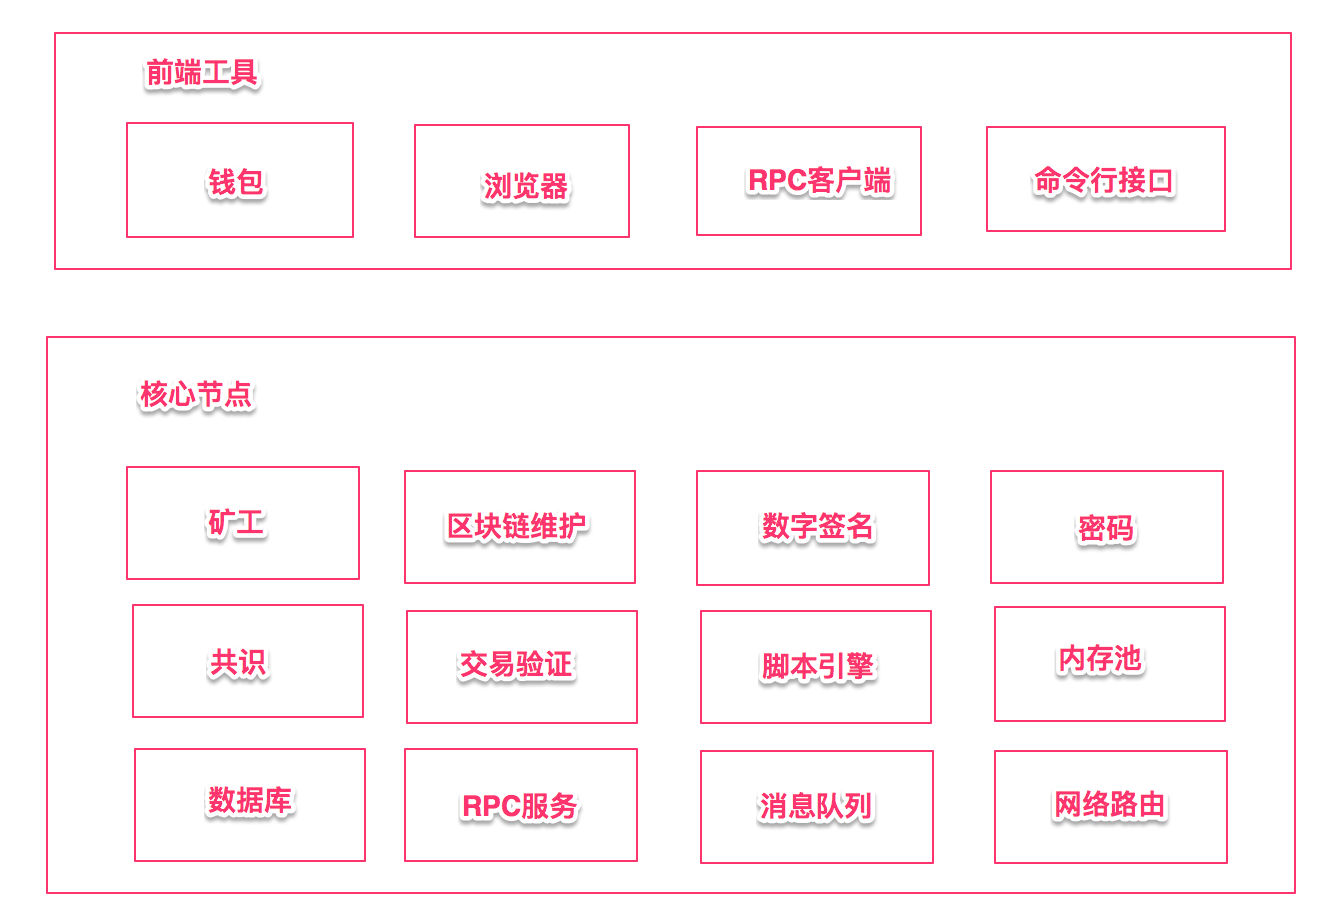 前端工具
钱包
浏览器
RPC客户端
命令行接口
核心节点
矿工
区块链维护
数字签名
密码
共识
交易验证
脚本引擎
内存池
数据库
RPC服务
消息队列
网络路由